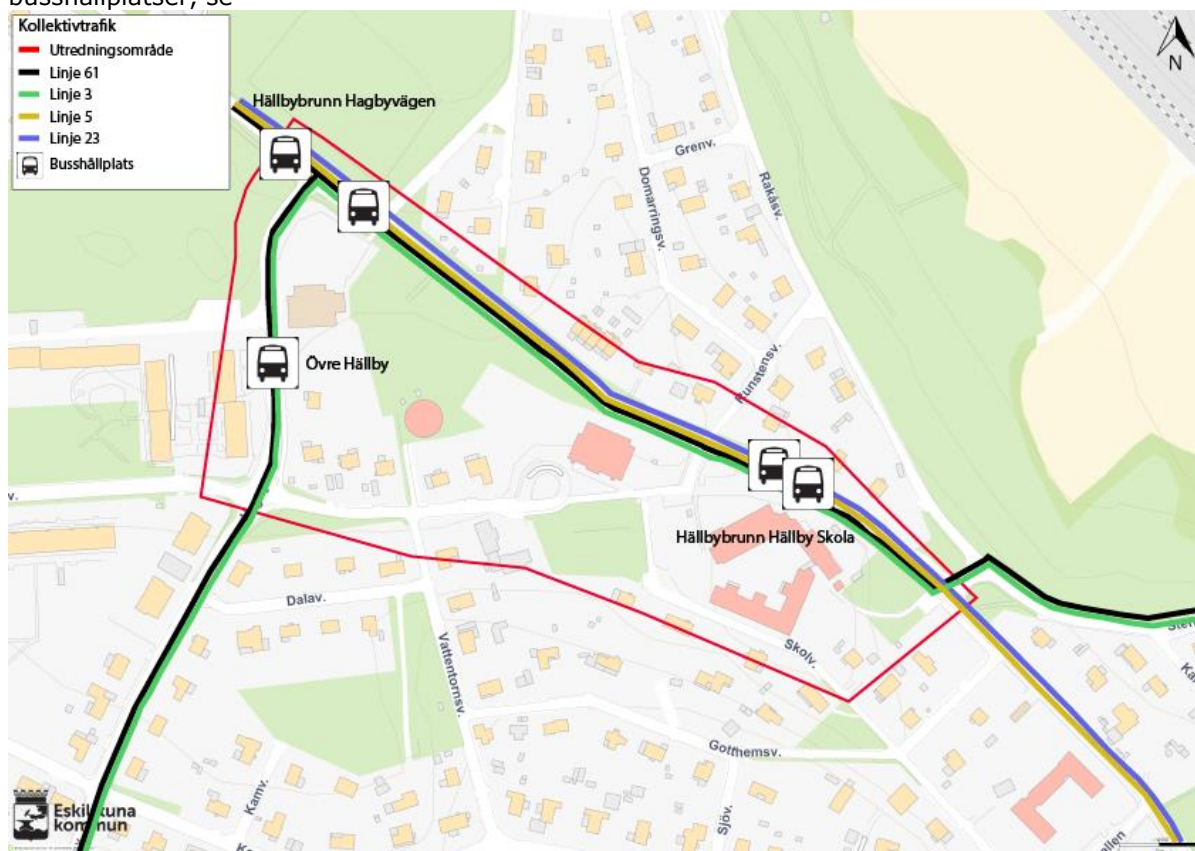 busshållplatser, se
Kollektivtrafik
Utredningsområde
Linje 61
Linje 3
Linje 5
Linje 23
Busshållplats
N
Hällbybrunn Hagbyvägen
Grenv.
Domarringsv.
Rakåsv.
Övre Hällby
Runstensv.
v.
Hällbybrunn Hällby Skola
Dalav.
Vattentornsv.
Skolv.
Gotthemsv.
Kamv.
Sjöv.
kommun